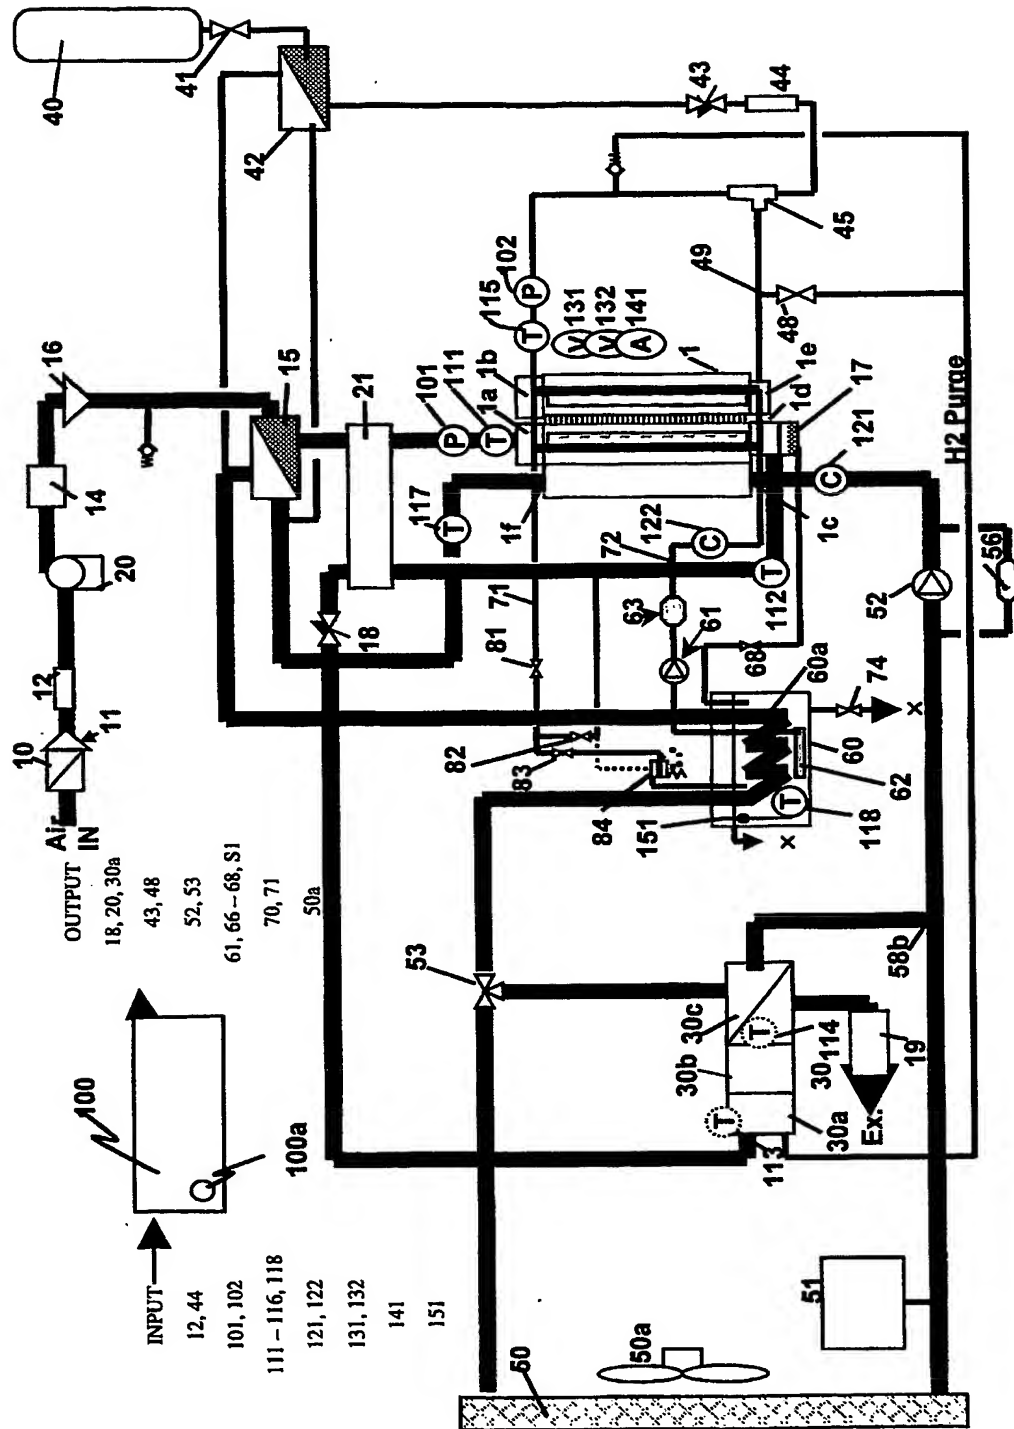 INPUT
12, 44
101, 102
111 – 116, 118
121, 122
131, 132
141
151
100
100a
OUTPUT
18, 20, 30a
43, 48
52, 53
61, 66 – 68, S1
70, 71
50a
Air
IN
10
11
12
20
14
16
40
41
42
15
21
18
101
P
111
T
117
T
1f
1a
1b
115
T
102
P
131
V
132
V
141
A
1
1e
1d
17
1c
43
44
45
49
48
H2 Purge
121
C
122
C
72
71
112
T
63
61
81
82
83
84
68
60a
74
X
60
62
151
T
118
X
53
30c
30b
T
114
30
30a
T
113
Ex.
19
58b
52
56
50
50a
51